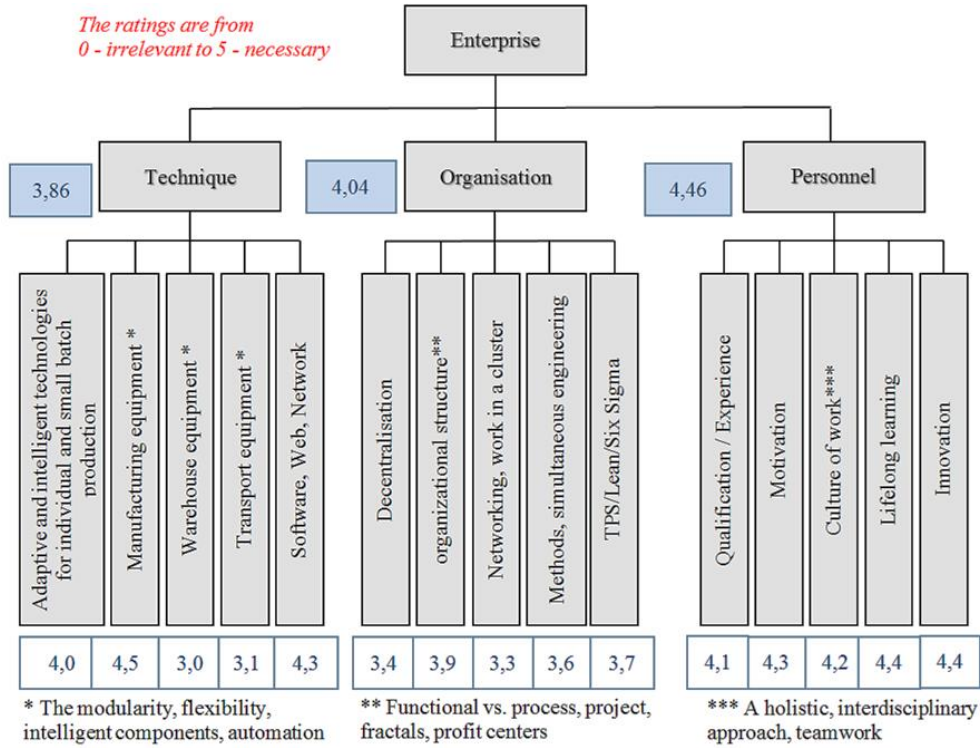 The ratings are from
0 - irrelevant to 5 - necessary
Enterprise
3,86
Technique
4,04
Organisation
4,46
Personnel
Adaptive and intelligent technologies
for individual and small batch
production
Manufacturing equipment *
Warehouse equipment *
Transport equipment *
Software, Web, Network
Decentralisation
organizational structure**
Networking, work in a cluster
Methods, simultaneous engineering
TPS/Lean/Six Sigma
Qualification / Experience
Motivation
Culture of work***
Lifelong learning
Innovation
4,0 4,5 3,0 3,1 4,3
3,4 3,9 3,3 3,6 3,7
4,1 4,3 4,2 4,4 4,4
* The modularity, flexibility,
intelligent components, automation
** Functional vs. process, project,
fractals, profit centers
*** A holistic, interdisciplinary
approach, teamwork